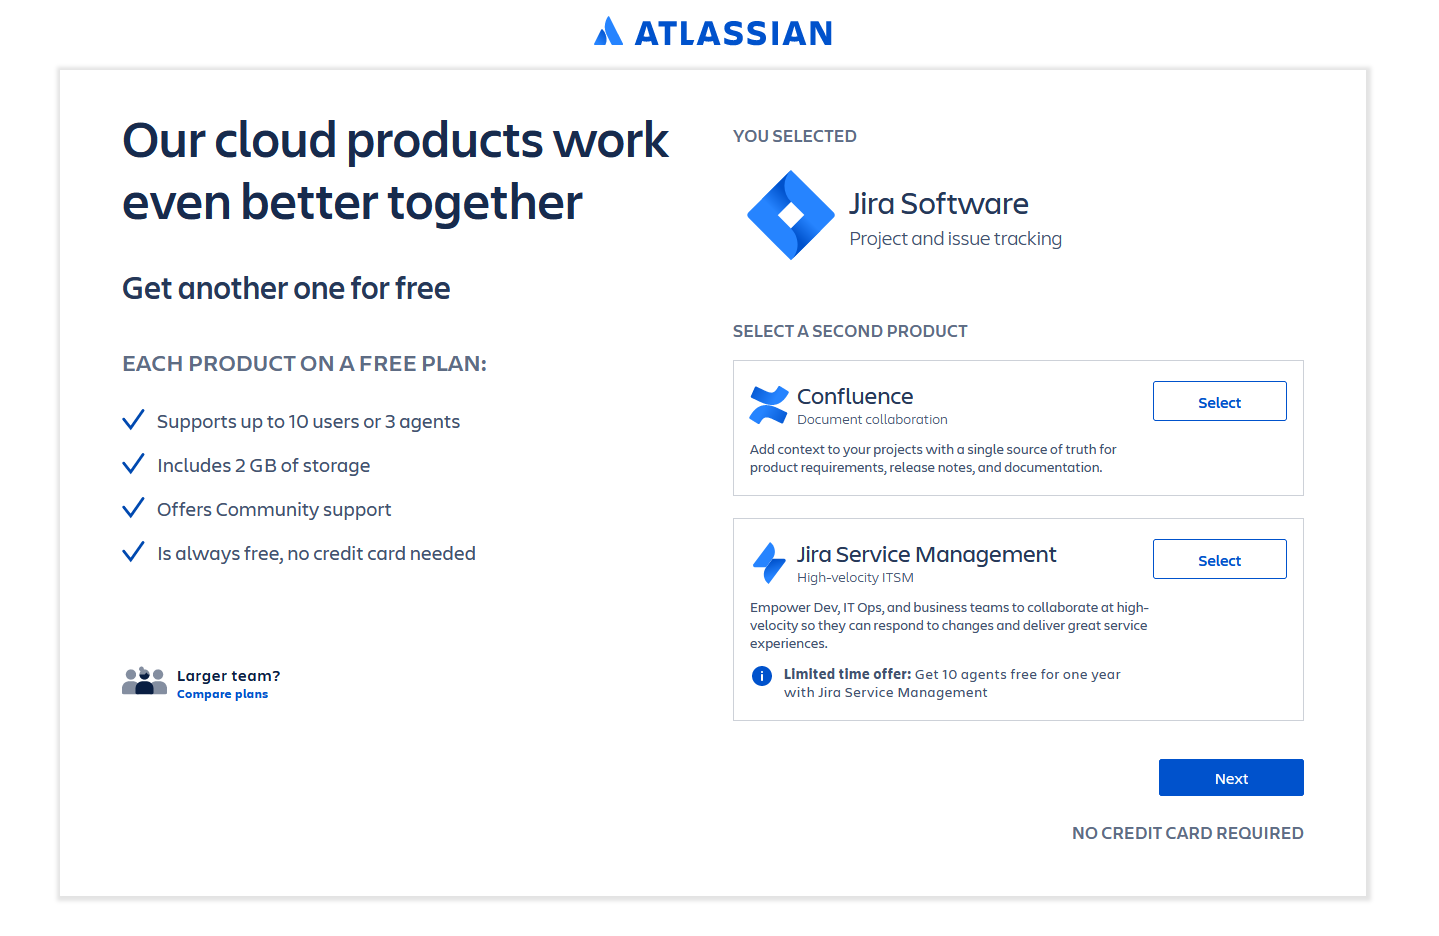 ATLASSIAN
Our cloud products work
even better together
Get another one for free
EACH PRODUCT ON A FREE PLAN:
Supports up to 10 users or 3 agents
Includes 2 GB of storage
Offers Community support
Is always free, no credit card needed
Larger team?
Compare plans
YOU SELECTED
Jira Software
Project and issue tracking
SELECT A SECOND PRODUCT
Confluence
Document collaboration
Select
Add context to your projects with a single source of truth for
product requirements, release notes, and documentation.
Jira Service Management
High-velocity ITSM
Select
Empower Dev, IT Ops, and business teams to collaborate at high-
velocity so they can respond to changes and deliver great service
experiences.
Limited time offer: Get 10 agents free for one year
with Jira Service Management
Next
NO CREDIT CARD REQUIRED